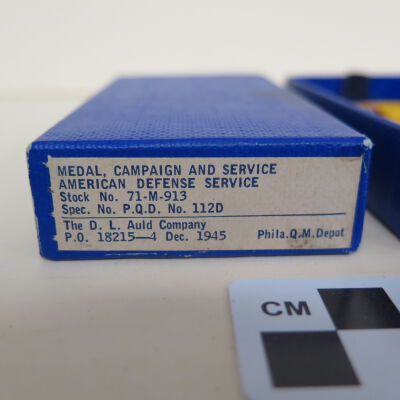 MEDAL, CAMPAIGN AND SERVICE
AMERICAN DEFENSE SERVICE
Stock No. 71-M-913
Spec. No. P.Q.D. No. 112D
The D. L. Auld Company
P.O. 18215—4 Dec. 1945 Phila.Q.M.Depot
CM